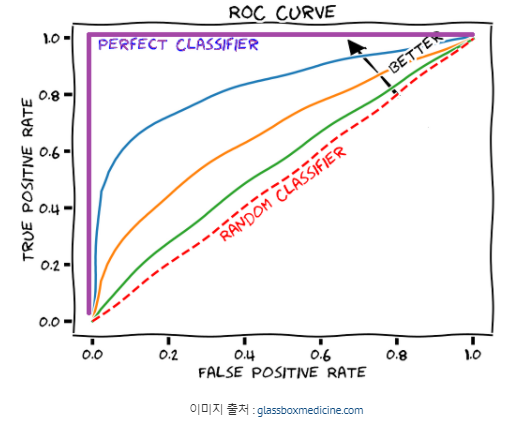 ROC CURVE
PERFECT CLASSIFIER
BETTER
RANDOM CLASSIFIER
TRUE POSITIVE RATE
1.0
0.8
0.6
0.4
0.2
0.0
0.0 0.2 0.4 0.6 0.8 1.0
FALSE POSITIVE RATE
이미지 출처 : glassboxmedicine.com